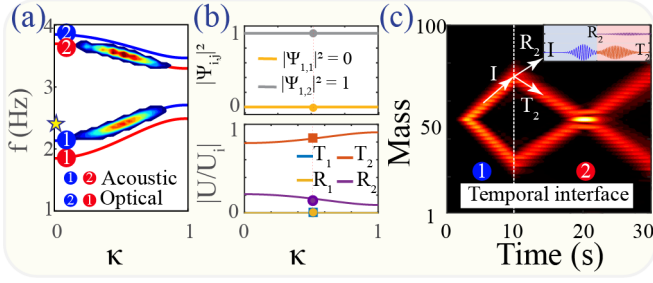 (a)
4
3
2
1
f (Hz)
2
2
1
1
1 2 Acoustic
2 1 Optical
0
1
κ
(b)
|Ψi,j|²
1
0
|Ψ1,1|² = 0
|Ψ1,2|² = 1
|U/Ui|
1
0
T1 T2
R1 R2
0
1
κ
(c)
Mass
100
50
1
I
R2
T2
I
R2
T2
1
2
Temporal interface
0
10
20
30
Time (s)